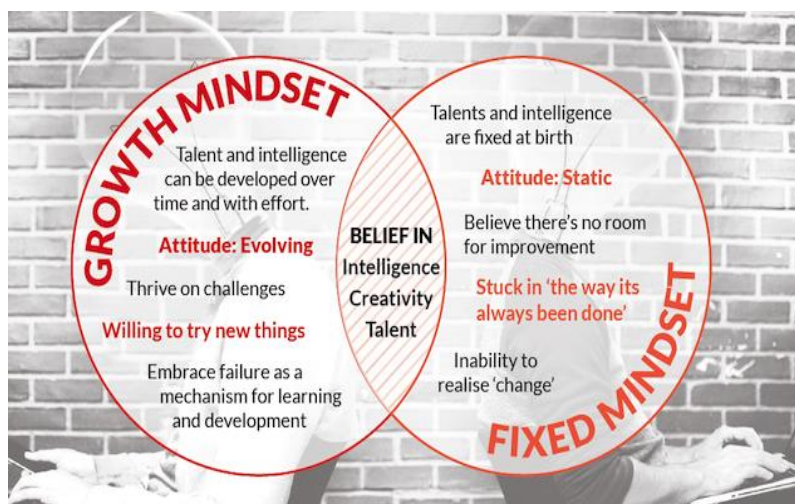 GROWTH MINDSET
Talent and intelligence
can be developed over
time and with effort.
Attitude: Evolving
Thrive on challenges
Willing to try new things
Embrace failure as a
mechanism for learning
and development
BELIEF IN
Intelligence
Creativity
Talent
Talents and intelligence
are fixed at birth
Attitude: Static
Believe there's no room
for improvement
Stuck in 'the way its
always been done'
Inability to
realise 'change'
FIXED MINDSET